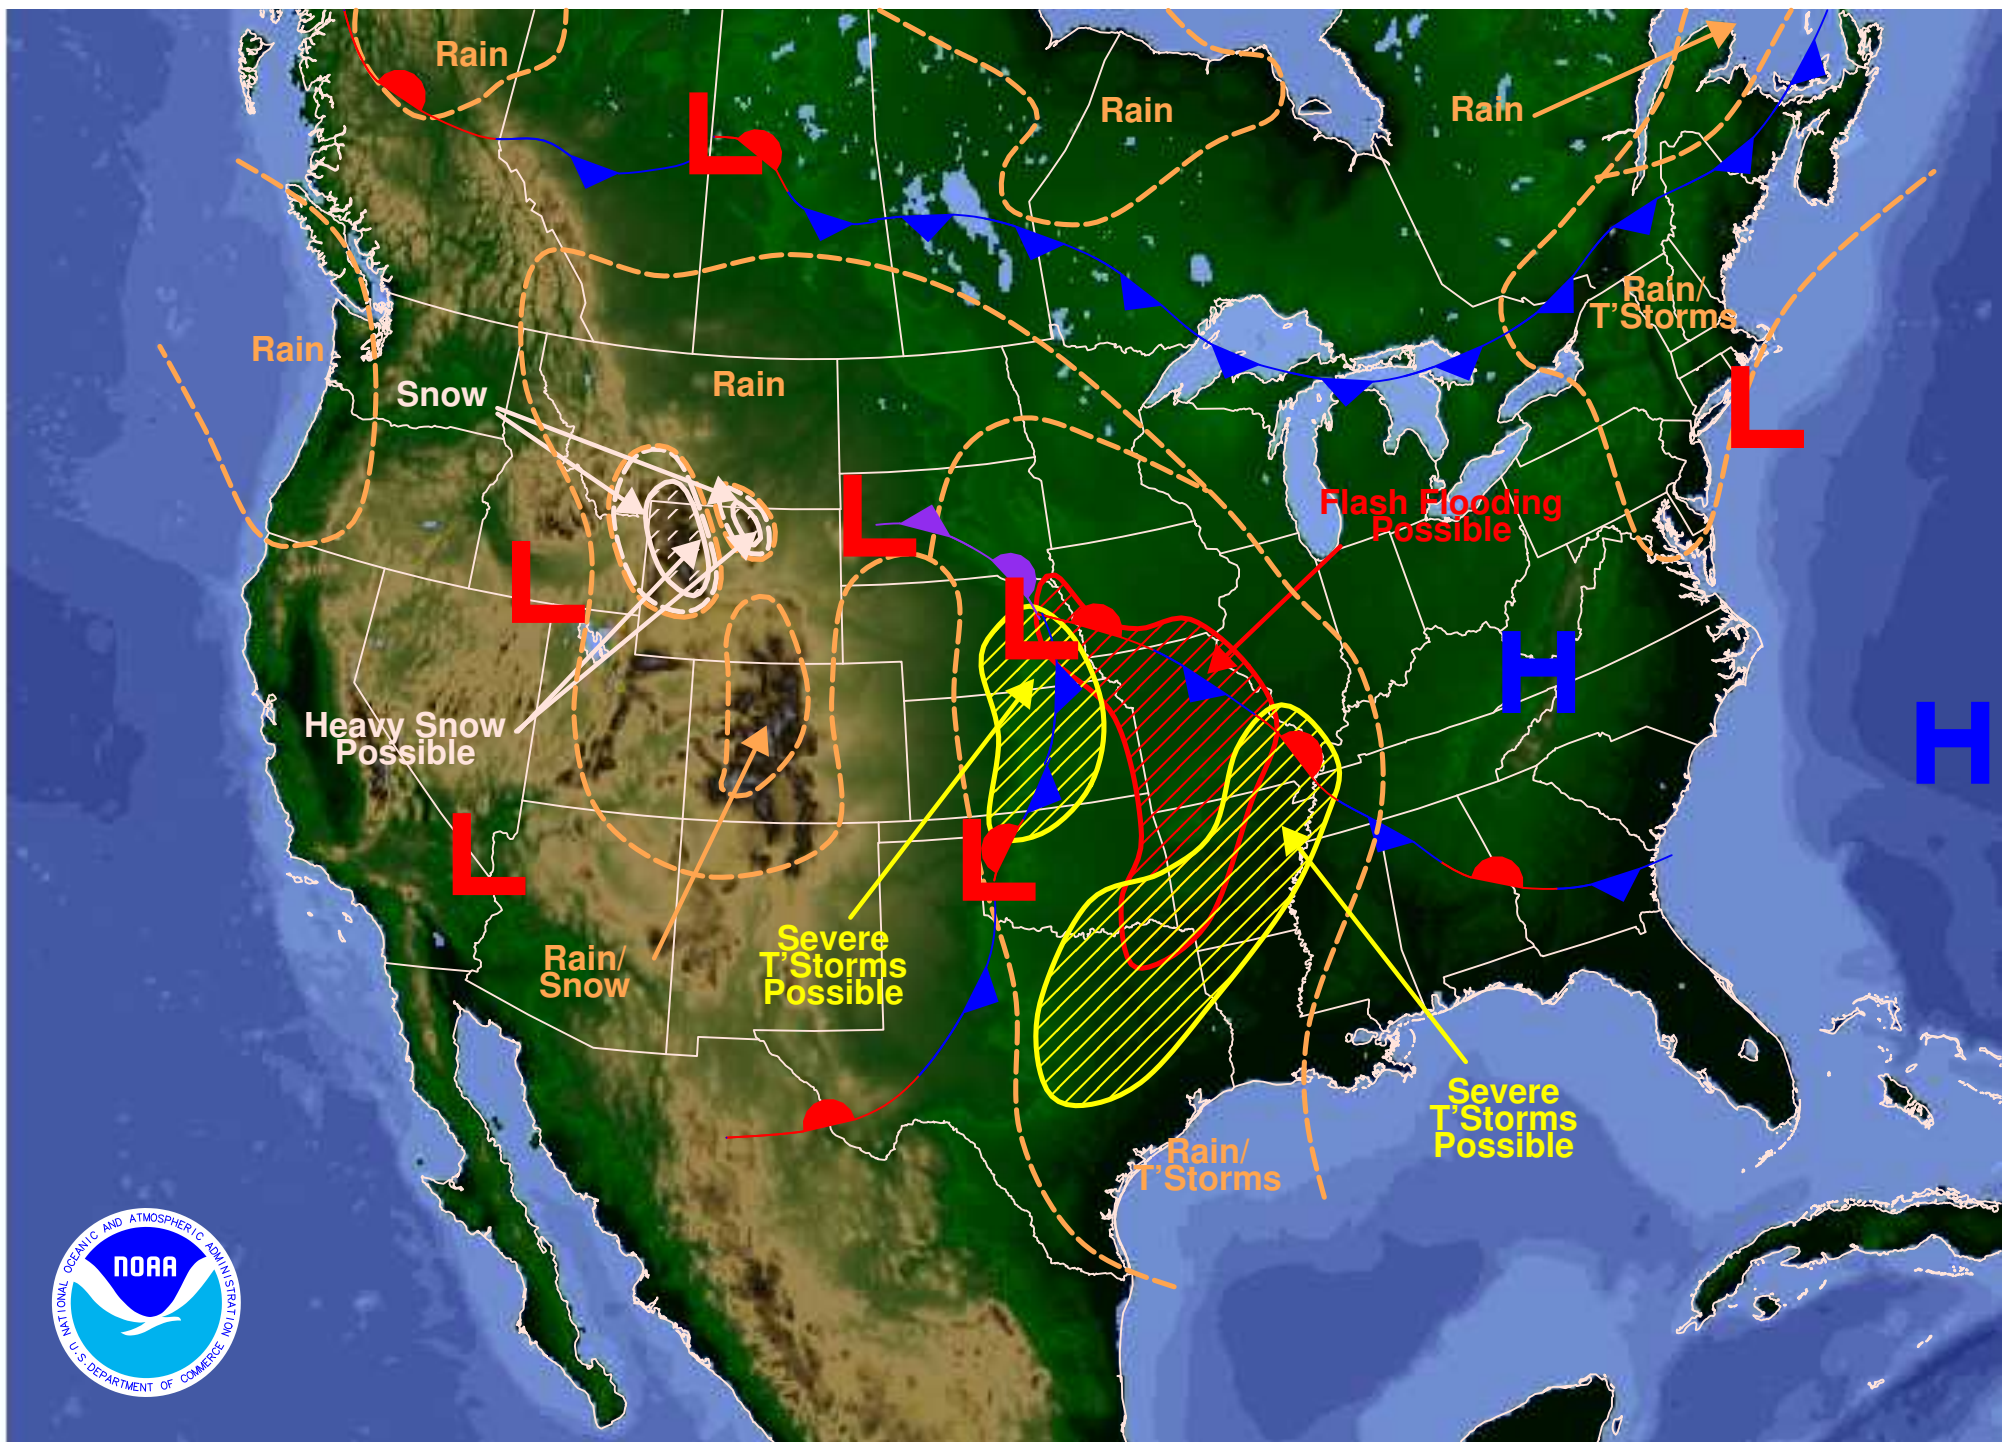 Rain
L
Rain
Rain
Rain/
T'Storms
Rain
Snow
Rain
L
L
Flash Flooding
Possible
L
L
H
H
Heavy Snow
Possible
L
L
Rain/
Snow
Severe
T'Storms
Possible
Severe
T'Storms
Possible
Rain/
T'Storms
NATIONAL OCEANIC AND ATMOSPHERIC ADMINISTRATION
NOAA
U.S. DEPARTMENT OF COMMERCE